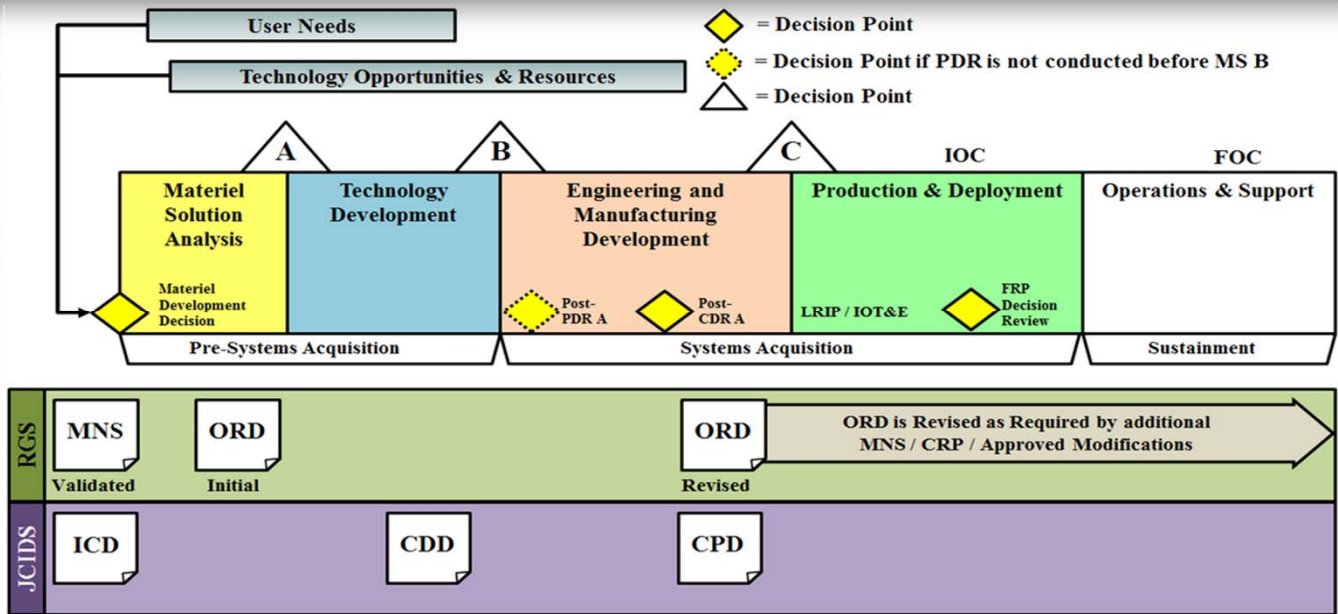 User Needs
Technology Opportunities & Resources
= Decision Point
= Decision Point if PDR is not conducted before MS B
= Decision Point
A
B
C
IOC
FOC
Materiel
Solution
Analysis
Technology
Development
Engineering and
Manufacturing
Development
Production & Deployment
Operations & Support
Materiel
Development
Decision
Post-
PDR A
Post-
CDR A
LRIP / IOT&E
FRP
Decision
Review
Pre-Systems Acquisition
Systems Acquisition
Sustainment
RGS
MNS
Validated
ORD
Initial
ORD
Revised
ORD is Revised as Required by additional
MNS / CRP / Approved Modifications
JCIDS
ICD
CDD
CPD